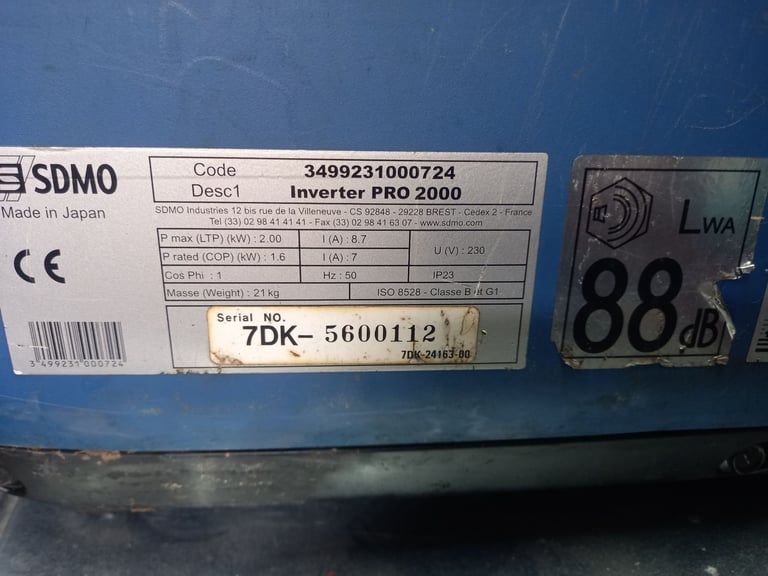 SDMO
Made in Japan
CE
3 499231 000724
Code 3499231000724
Desc1 Inverter PRO 2000
SDMO Industries 12 bis rue de la Villeneuve - CS 92848 - 29228 BREST - Cedex 2 - France
Tel (33) 02 98 41 41 41 - Fax (33) 02 98 41 63 07 - www.sdmo.com
P max (LTP) (kW) : 2.00 I (A) : 8.7
U (V) : 230
P rated (COP) (kW) : 1.6 I (A) : 7
Cos Phi : 1 Hz : 50 IP23
Masse (Weight) : 21 kg ISO 8528 - Classe B et G1
Serial NO.
7DK- 5600112
7DK-24163-00
LWA
88 dB